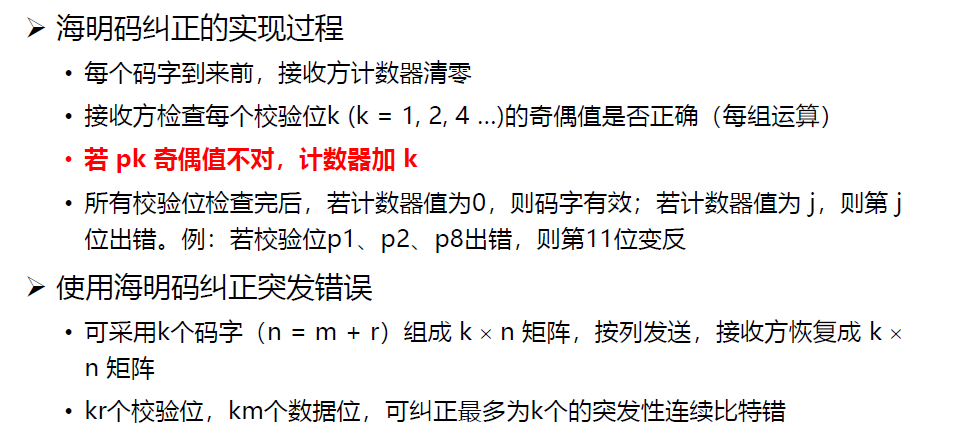 ➢ 海明码纠正的实现过程
• 每个码字到来前，接收方计数器清零
• 接收方检查每个校验位k (k = 1, 2, 4 …)的奇偶值是否正确（每组运算）
• 若 pk 奇偶值不对，计数器加 k
• 所有校验位检查完后，若计数器值为0，则码字有效；若计数器值为 j，则第 j
位出错。例：若校验位p1、p2、p8出错，则第11位变反
➢ 使用海明码纠正突发错误
• 可采用k个码字（n = m + r）组成 k × n 矩阵，按列发送，接收方恢复成 k ×
n 矩阵
• kr个校验位，km个数据位，可纠正最多为k个的突发性连续比特错